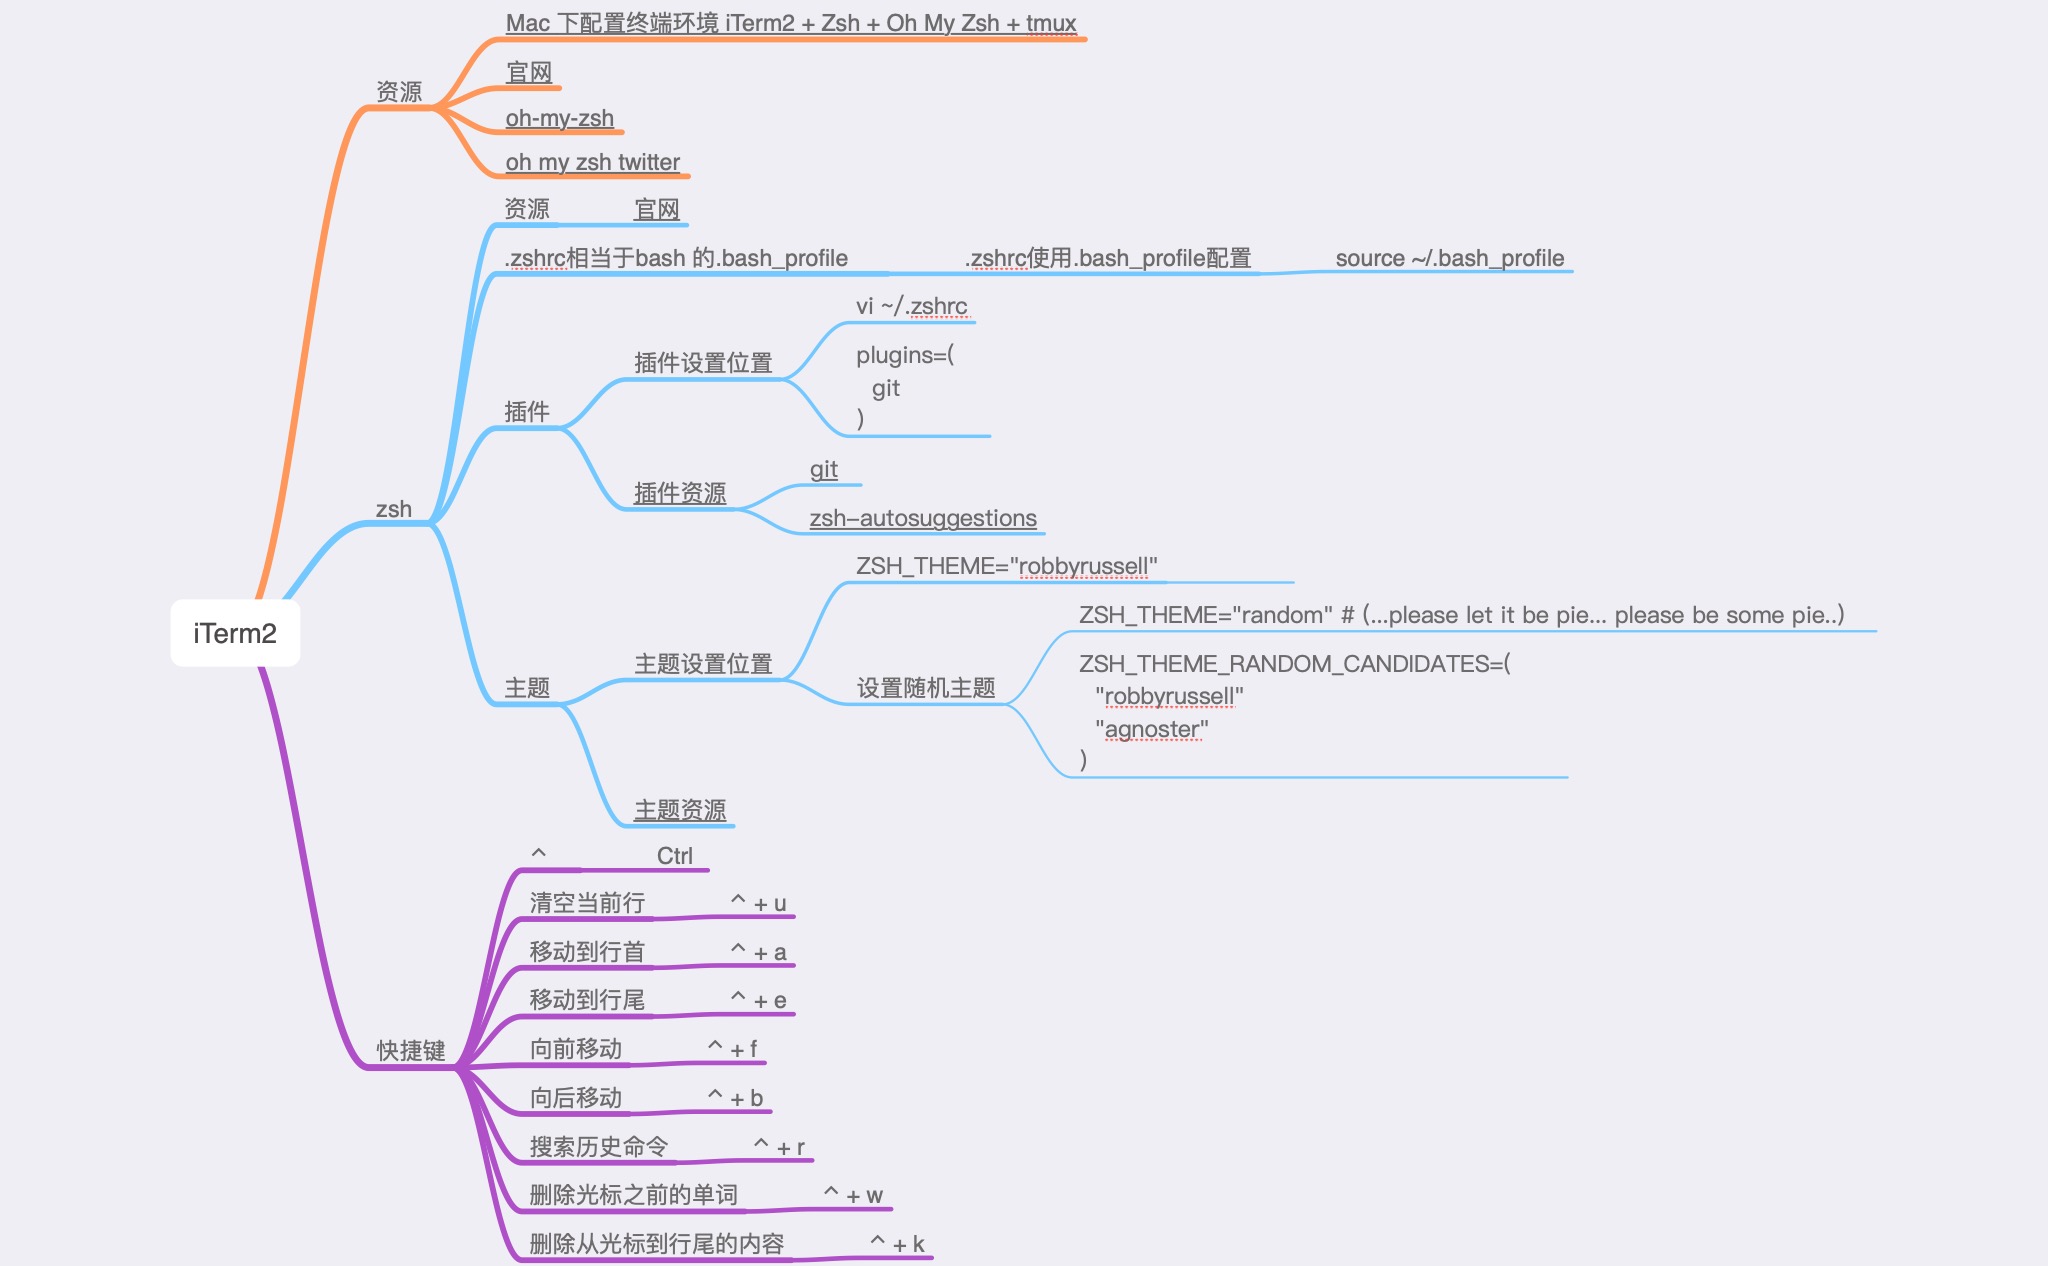 Mac 下配置终端环境 iTerm2 + Zsh + Oh My Zsh + tmux
官网
资源
oh-my-zsh
oh my zsh twitter
资源
官网
.zshrc相当于bash 的.bash_profile
.zshrc使用.bash_profile配置
source ~/.bash_profile
vi ~/.zshrc
插件设置位置
plugins=(
git
)
插件
git
插件资源
zsh-autosuggestions
zsh
ZSH_THEME="robbyrussell"
ZSH_THEME="random" # (...please let it be pie... please be some pie..)
主题设置位置
设置随机主题
ZSH_THEME_RANDOM_CANDIDATES=(
"robbyrussell"
"agnoster"
)
主题
主题资源
iTerm2
^
Ctrl
清空当前行
^ + u
移动到行首
^ + a
移动到行尾
^ + e
快捷键
向前移动
^ + f
向后移动
^ + b
搜索历史命令
^ + r
删除光标之前的单词
^ + w
删除从光标到行尾的内容
^ + k